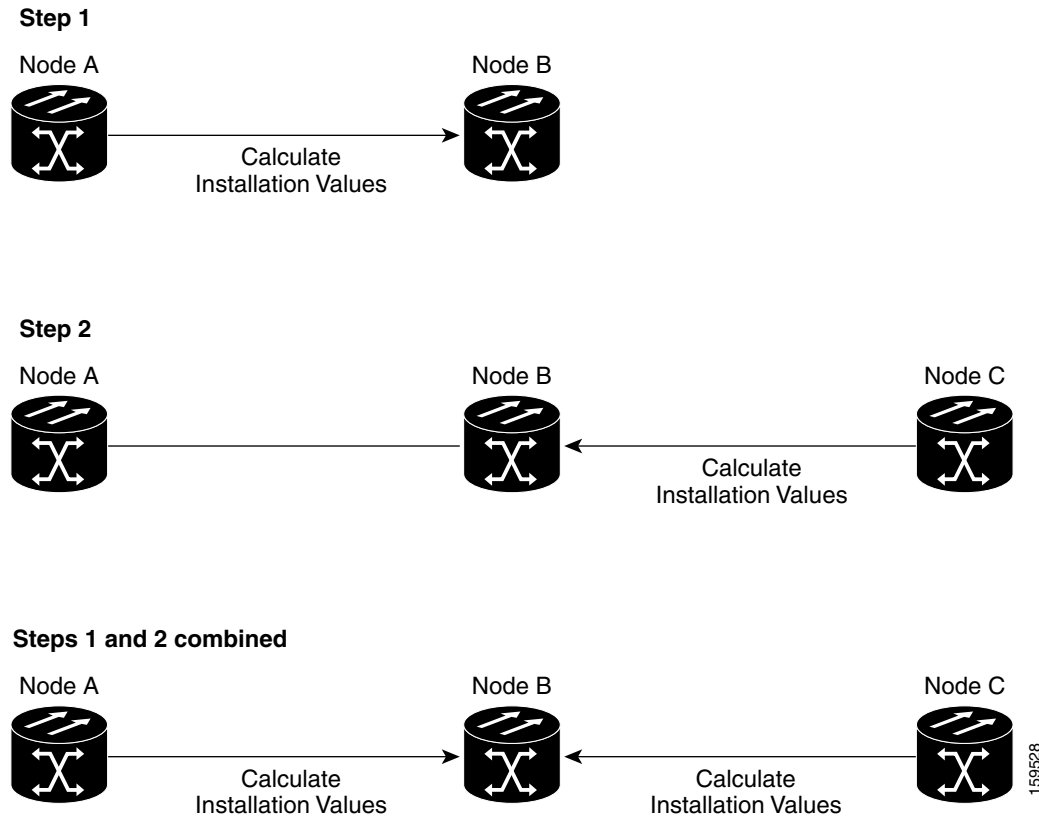 Step 1
Node A
Node B
Calculate
Installation Values
Step 2
Node A
Node B
Node C
Calculate
Installation Values
Steps 1 and 2 combined
Node A
Node B
Node C
Calculate
Installation Values
Calculate
Installation Values
159528